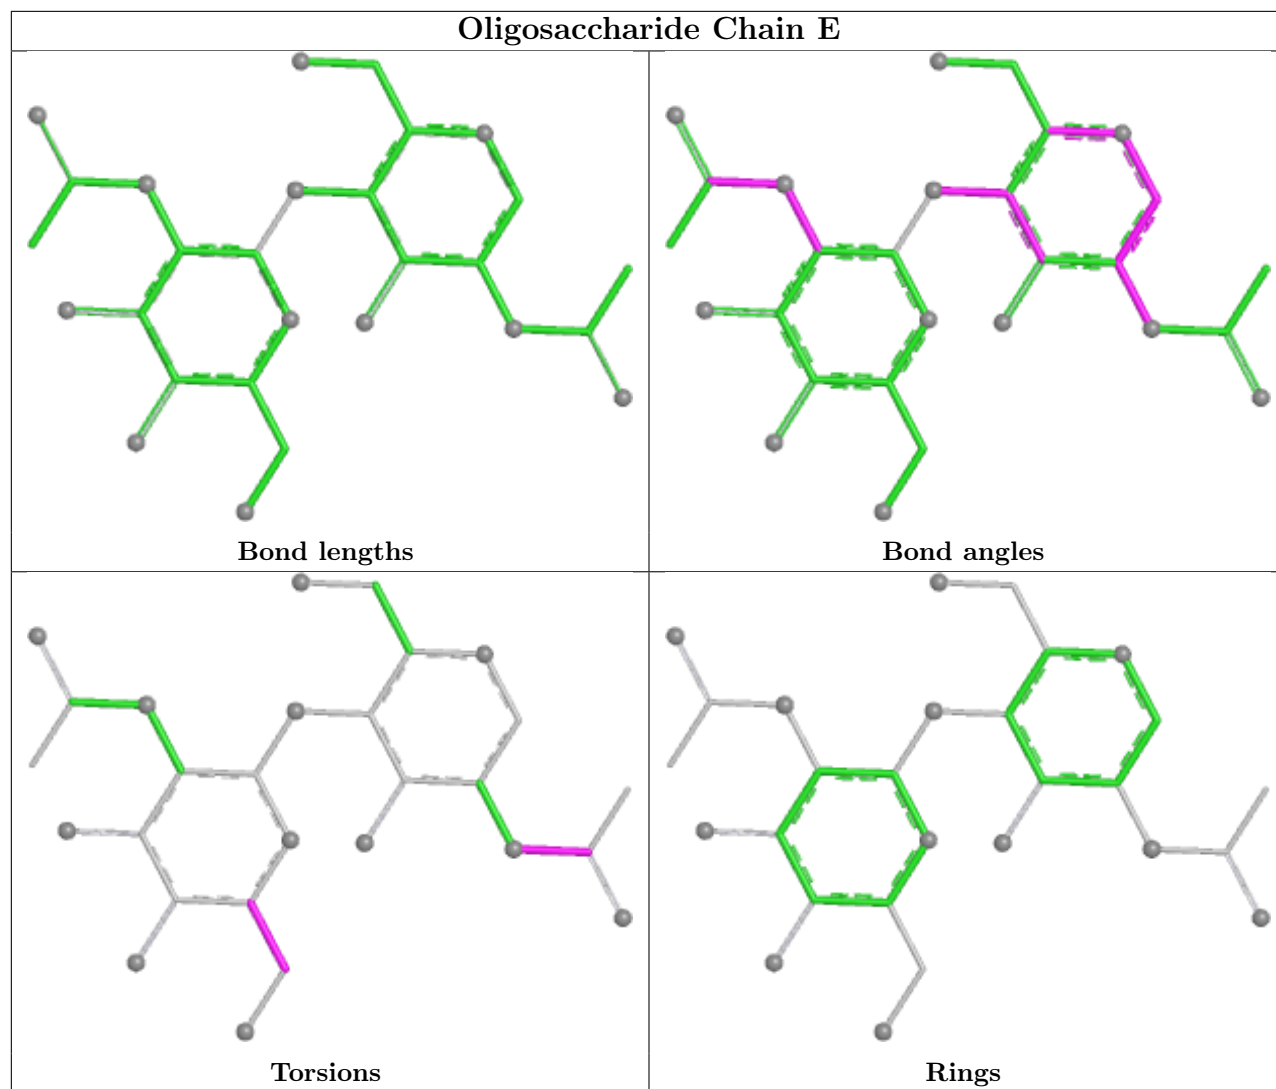 Oligosaccharide Chain E
Bond lengths
Bond angles
Torsions
Rings